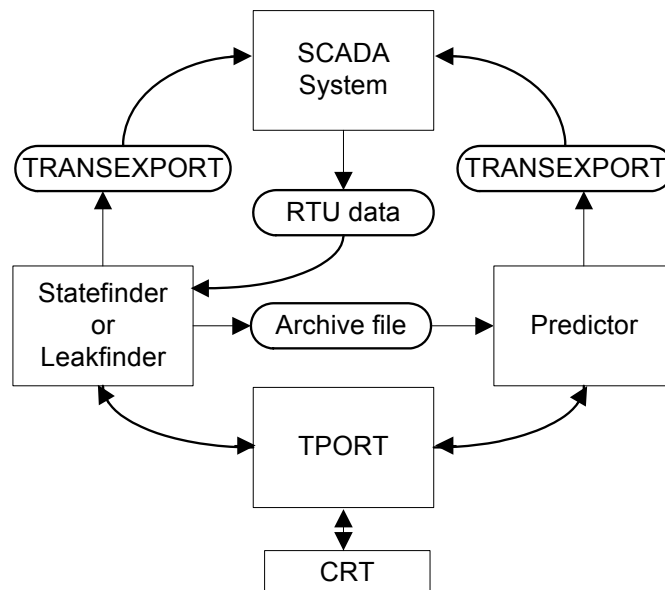 SCADA
System
TRANSEXPORT
TRANSEXPORT
RTU data
Statefinder
or
Leakfinder
Archive file
Predictor
TPORT
CRT